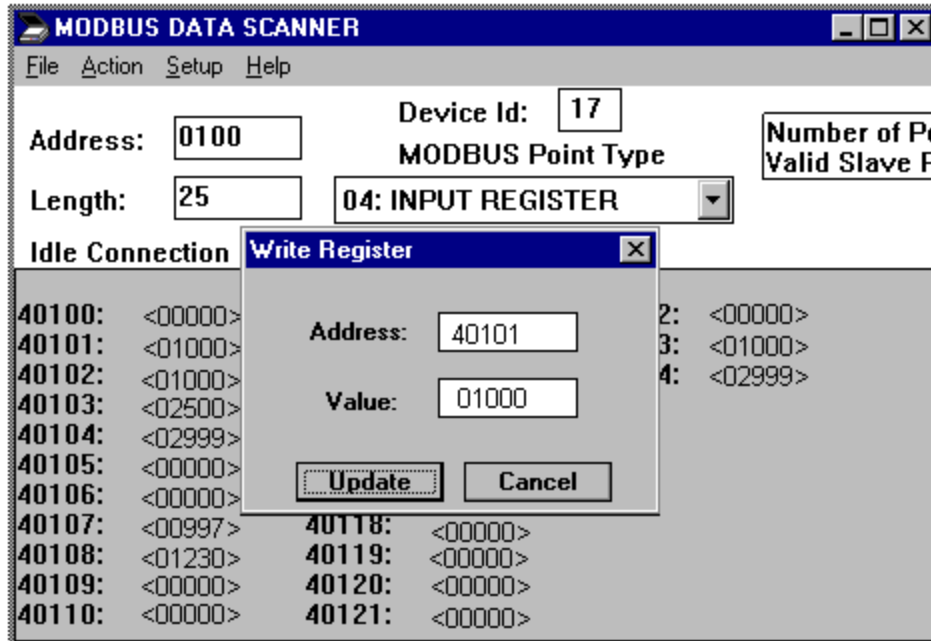 MODBUS DATA SCANNER
File Action Setup Help
Device Id: 17
Address: 0100
MODBUS Point Type
Number of
Valid Slave
Length: 25
04: INPUT REGISTER
Idle Connection
Write Register
Address: 40101
Value: 01000
Update Cancel
40100: <00000>
40101: <01000>
40102: <01000>
40103: <02500>
40104: <02999>
40105: <00000>
40106: <00000>
40107: <00997>
40108: <01230>
40109: <00000>
40110: <00000>
40118: <00000>
40119: <00000>
40120: <00000>
40121: <00000>
2: <00000>
3: <01000>
4: <02999>